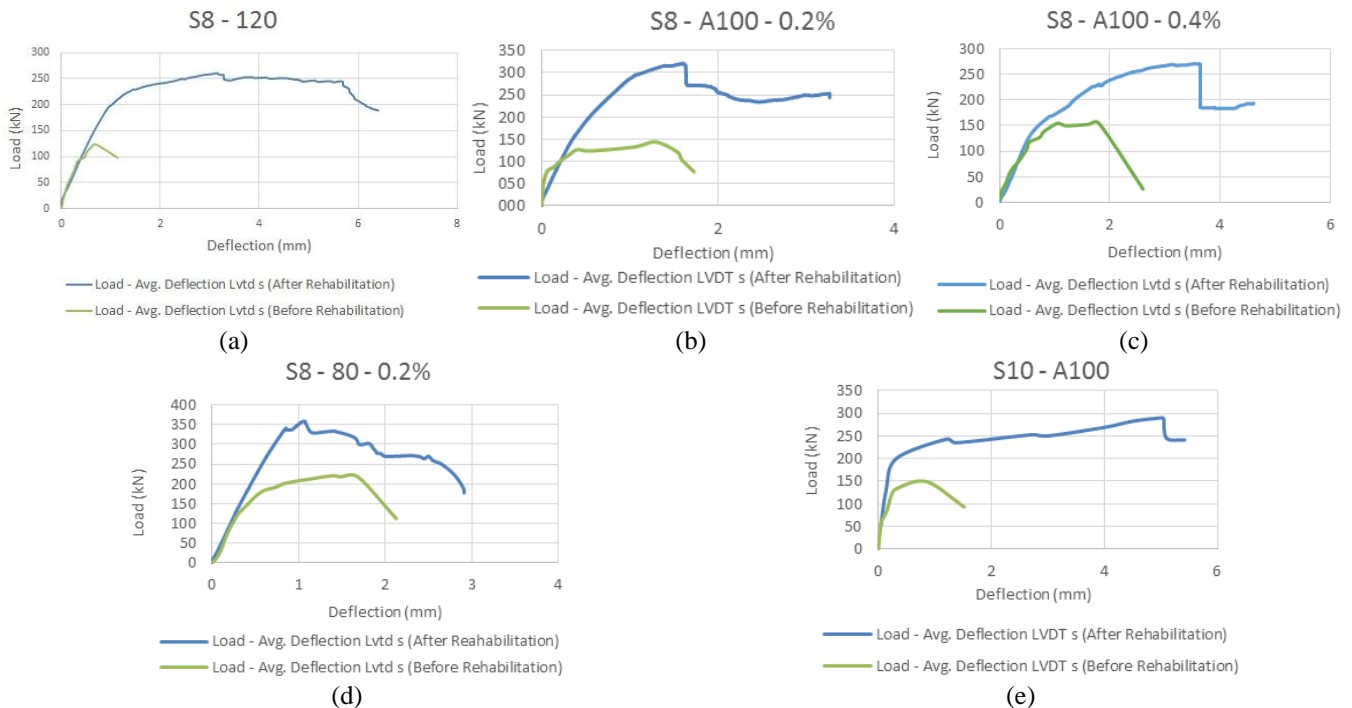 S8 - 120
300
250
200
150
100
50
0
Load (kN)
0 2 4 6 8
Deflection (mm)
Load - Avg. Deflection Lvtd s (After Rehabilitation)
Load - Avg. Deflection Lvtd s (Before Rehabilitation)
(a)
S8 - A100 - 0.2%
350
300
250
200
150
100
050
000
Load (kN)
0 2 4
Deflection (mm)
Load - Avg. Deflection LVDT s (After Rehabilitation)
Load - Avg. Deflection LVDT s (Before Rehabilitation)
(b)
S8 - A100 - 0.4%
300
250
200
150
100
50
0
Load (kN)
0 2 4 6
Deflection (mm)
Load - Avg. Deflection Lvtd s (After Rehabilitation)
Load - Avg. Deflection Lvtd s (Before Rehabilitation)
(c)
S8 - 80 - 0.2%
400
350
300
250
200
150
100
50
0
Load (kN)
0 1 2 3 4
Deflection (mm)
Load - Avg. Deflection Lvtd s (After Reahabilitation)
Load - Avg. Deflection Lvtd s (Before Rehabilitation)
(d)
S10 - A100
350
300
250
200
150
100
50
0
Load (kN)
0 2 4 6
Deflection (mm)
Load - Avg. Deflection LVDT s (After Rehabilitation)
Load - Avg. Deflection LVDT s (Before Rehabilitation)
(e)